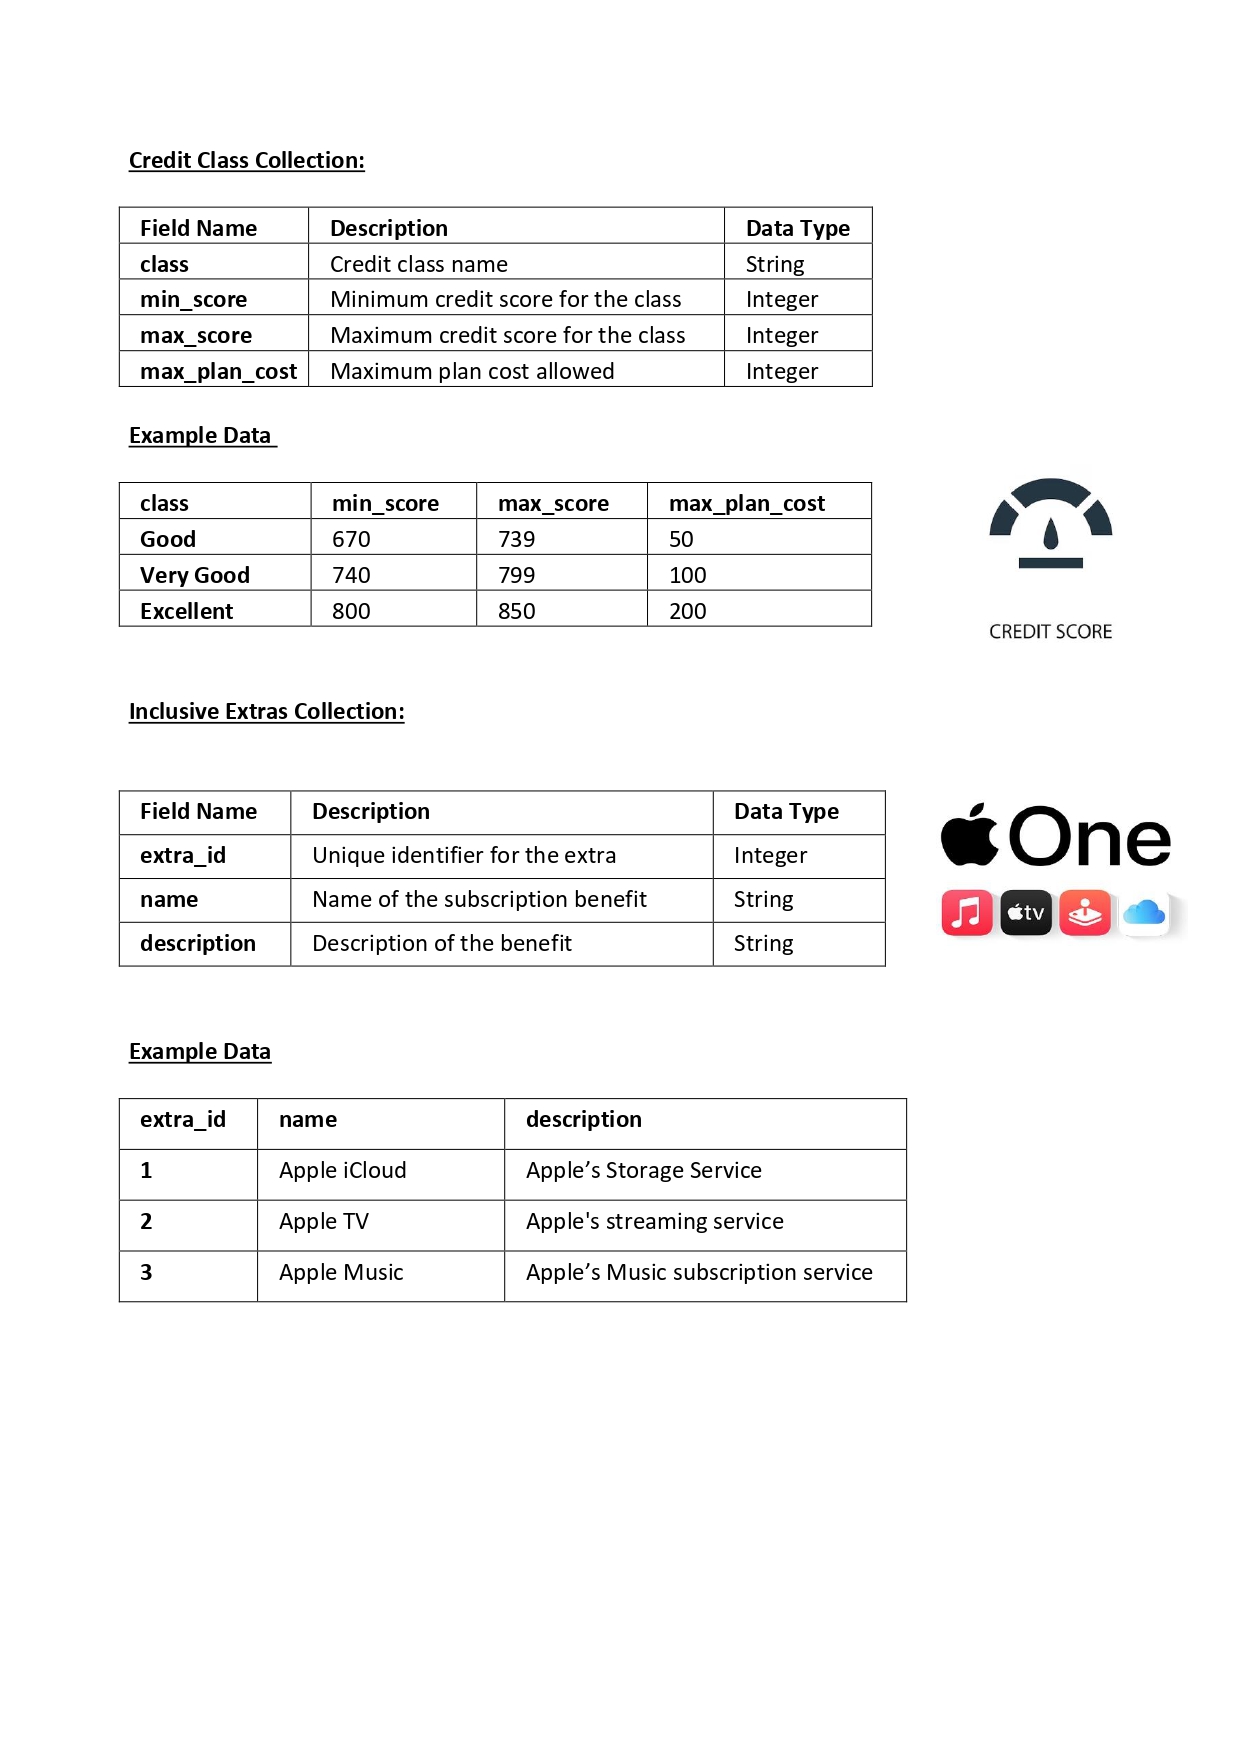 Credit Class Collection:
Field Name Description Data Type
class Credit class name String
min_score Minimum credit score for the class Integer
max_score Maximum credit score for the class Integer
max_plan_cost Maximum plan cost allowed Integer
Example Data
class min_score max_score max_plan_cost
Good 670 739 50
Very Good 740 799 100
Excellent 800 850 200
CREDIT SCORE
Inclusive Extras Collection:
Field Name Description Data Type
extra_id Unique identifier for the extra Integer
name Name of the subscription benefit String
description Description of the benefit String
One
tv
Example Data
extra_id name description
1 Apple iCloud Apple’s Storage Service
2 Apple TV Apple's streaming service
3 Apple Music Apple’s Music subscription service